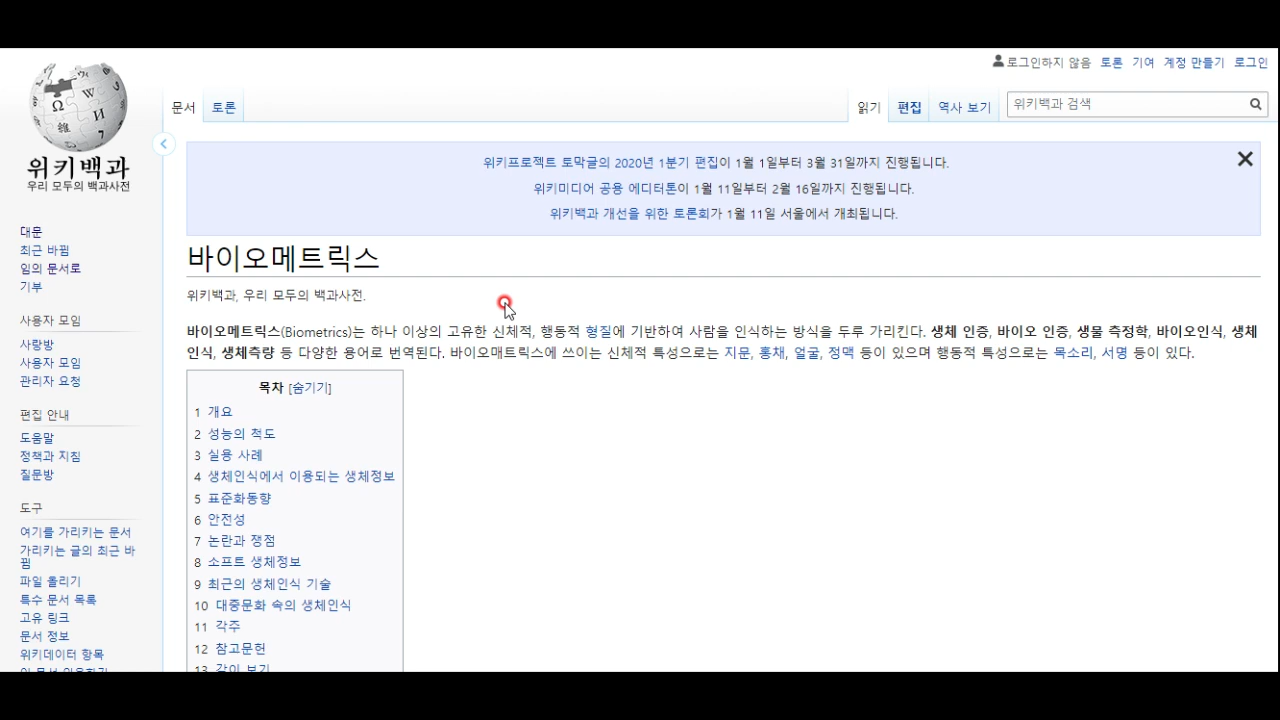 로그인하지 않음 토론 기여 계정 만들기 로그인
문서 토론 읽기 편집 역사 보기 위키백과 검색
위키백과
우리 모두의 백과사전
위키프로젝트 토막글의 2020년 1분기 편집이 1월 1일부터 3월 31일까지 진행됩니다.
위키미디어 공용 에디터톤이 1월 11일부터 2월 16일까지 진행됩니다.
위키백과 개선을 위한 토론회가 1월 11일 서울에서 개최됩니다.
대문
최근 바뀜
임의 문서로
기부
사용자 모임
사랑방
사용자 모임
관리자 요청
편집 안내
도움말
정책과 지침
질문방
도구
여기를 가리키는 문서
가리키는 글의 최근 바
뀜
파일 올리기
특수 문서 목록
고유 링크
문서 정보
위키데이터 항목
바이오메트릭스
위키백과, 우리 모두의 백과사전.
바이오메트릭스(Biometrics)는 하나 이상의 고유한 신체적, 행동적 형질에 기반하여 사람을 인식하는 방식을 두루 가리킨다. 생체 인증, 바이오 인증, 생물 측정학, 바이오인식, 생체
인식, 생체측량 등 다양한 용어로 번역된다. 바이오매트릭스에 쓰이는 신체적 특성으로는 지문, 홍채, 얼굴, 정맥 등이 있으며 행동적 특성으로는 목소리, 서명 등이 있다.
목차 [숨기기]
1 개요
2 성능의 척도
3 실용 사례
4 생체인식에서 이용되는 생체정보
5 표준화동향
6 안전성
7 논란과 쟁점
8 소프트 생체정보
9 최근의 생체인식 기술
10 대중문화 속의 생체인식
11 각주
12 참고문헌
13 같이 보기